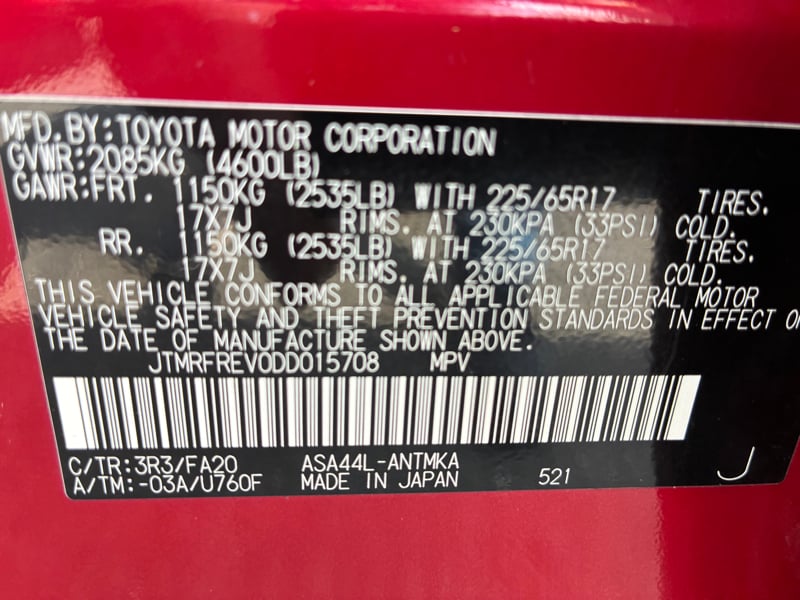 MFD.BY:TOYOTA MOTOR CORPORATION
GVWR:2085KG (4600LB)
GAWR:FRT. 1150KG (2535LB) WITH 225/65R17 TIRES.
17X7J RIMS. AT 230KPA (33PSI) COLD.
RR. 1150KG (2535LB) WITH 225/65R17 TIRES.
17X7J RIMS. AT 230KPA (33PSI) COLD.
THIS VEHICLE CONFORMS TO ALL APPLICABLE FEDERAL MOTOR
VEHICLE SAFETY AND THEFT PREVENTION STANDARDS IN EFFECT O
THE DATE OF MANUFACTURE SHOWN ABOVE.
JTMRFREV0DD015708 MPV
C/TR:3R3/FA20 ASA44L-ANTMKA
A/TM:-03A/U760F MADE IN JAPAN 521 J